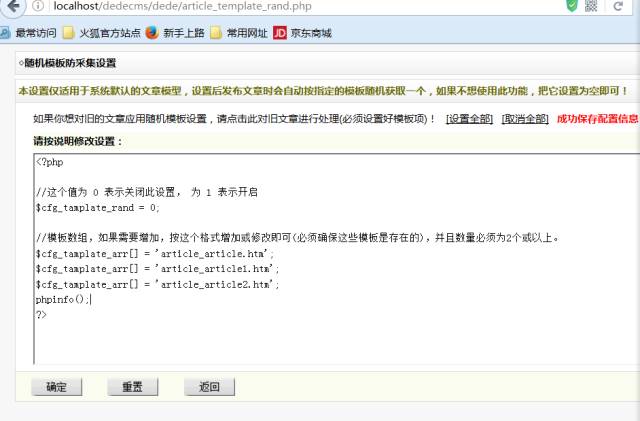 localhost/dedecms/dede/article_template_rand.php
最常访问 火狐官方站点 新手上路 常用网址 JD 京东商城
○随机模板防采集设置
本设置仅适用于系统默认的文章模型，设置后发布文章时会自动按指定的模板随机获取一个，如果不想使用此功能，把它设置为空即可！
如果你想对旧的文章应用随机模板设置，请点击此对旧文章进行处理(必须设置好模板项)！ [设置全部] [取消全部] 成功保存配置信息
请按说明修改设置：
<?php
//这个值为 0 表示关闭此设置， 为 1 表示开启
$cfg_tamplate_rand = 0;
//模板数组，如果需要增加，按这个格式增加或修改即可(必须确保这些模板是存在的)，并且数量必须为2个或以上。
$cfg_tamplate_arr[] = 'article_article.htm';
$cfg_tamplate_arr[] = 'article_article1.htm';
$cfg_tamplate_arr[] = 'article_article2.htm';
phpinfo();
?>
确定 重置 返回